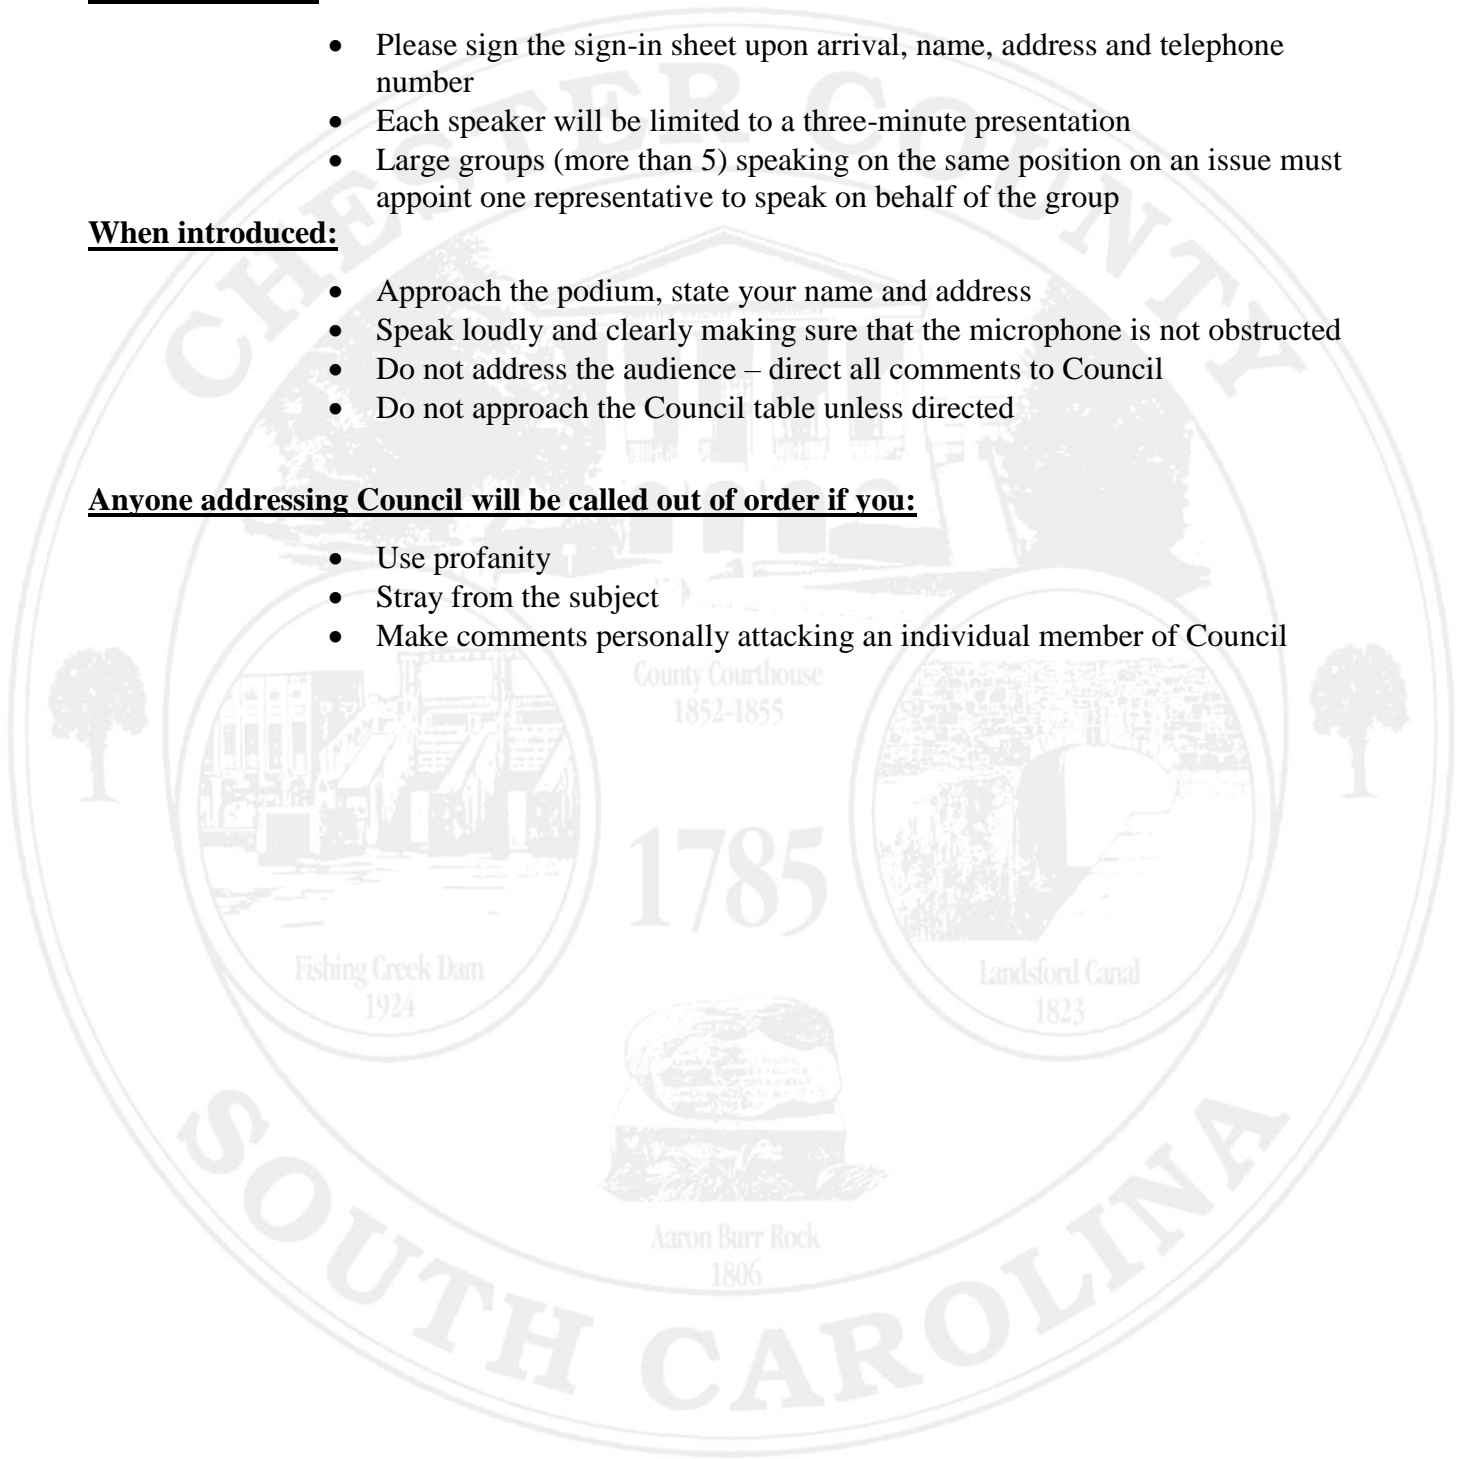 • Please sign the sign-in sheet upon arrival, name, address and telephone
number
• Each speaker will be limited to a three-minute presentation
• Large groups (more than 5) speaking on the same position on an issue must
appoint one representative to speak on behalf of the group
When introduced:
• Approach the podium, state your name and address
• Speak loudly and clearly making sure that the microphone is not obstructed
• Do not address the audience – direct all comments to Council
• Do not approach the Council table unless directed
Anyone addressing Council will be called out of order if you:
• Use profanity
• Stray from the subject
• Make comments personally attacking an individual member of Council
CHESTER COUNTY
County Courthouse
1852-1855
1785
Fishing Creek Dam
1924
Landsford Canal
1823
Aaron Burr Rock
1806
SOUTH CAROLINA